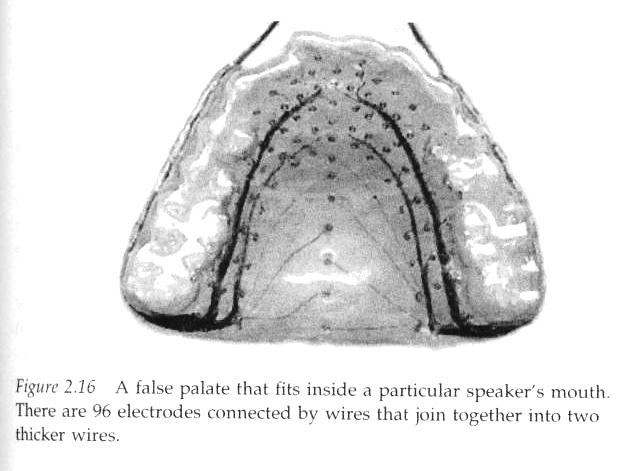 Figure 2.16 A false palate that fits inside a particular speaker's mouth.
There are 96 electrodes connected by wires that join together into two
thicker wires.